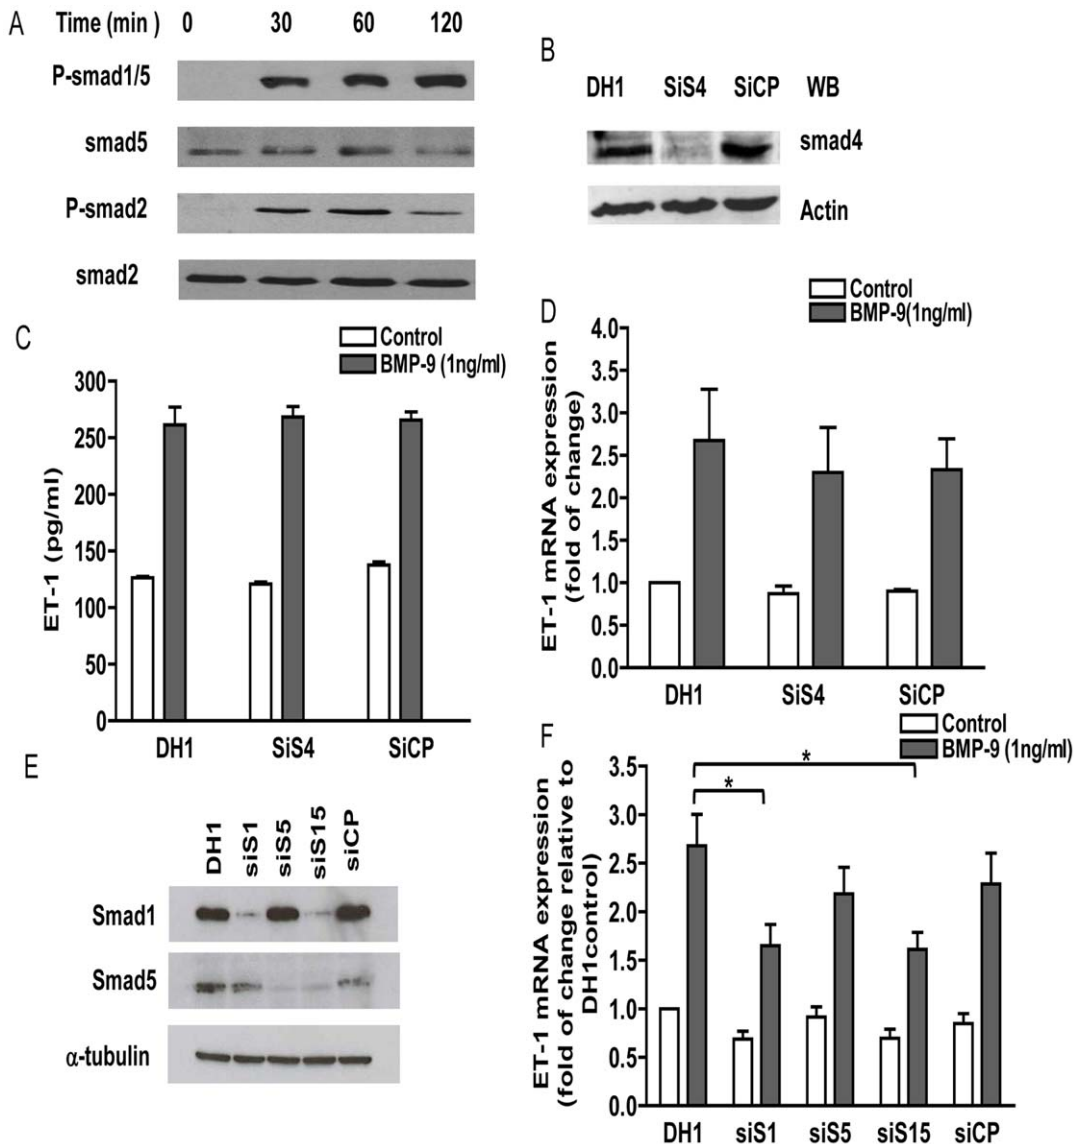 A
Time (min ) 0 30 60 120
P-smad1/5
smad5
P-smad2
smad2
B
DH1 SiS4 SiCP WB
smad4
Actin
C
Control
BMP-9 (1ng/ml)
ET-1 (pg/ml)
300
250
200
150
100
50
0
DH1 SiS4 SiCP
D
Control
BMP-9(1ng/ml)
ET-1 mRNA expression
(fold of change)
4.0
3.5
3.0
2.5
2.0
1.5
1.0
0.5
0.0
DH1 SiS4 SiCP
E
DH1 siS1 siS5 siS15 siCP
Smad1
Smad5
α-tubulin
F
Control
BMP-9 (1ng/ml)
ET-1 mRNA expression
(fold of change relative to
DH1control)
3.5
3.0
2.5
2.0
1.5
1.0
0.5
0.0
*
*
DH1 siS1 siS5 siS15 siCP